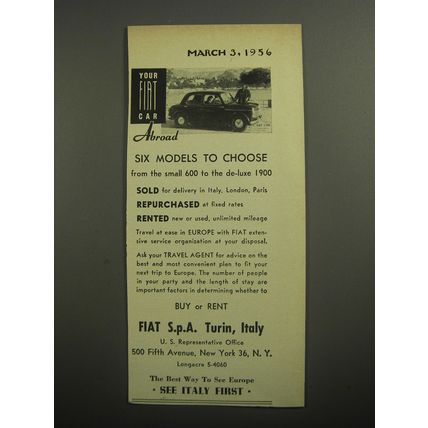 MARCH 3, 1956
YOUR
FIAT
CAR
Abroad
SIX MODELS TO CHOOSE
from the small 600 to the de-luxe 1900
SOLD for delivery in Italy, London, Paris
REPURCHASED at fixed rates
RENTED new or used, unlimited mileage
Travel at ease in EUROPE with FIAT exten-
sive service organization at your disposal.
Ask your TRAVEL AGENT for advice on the
best and most convenient plan to fit your
next trip to Europe. The number of people
in your party and the length of stay are
important factors in determining whether to
BUY or RENT
FIAT S.p.A. Turin, Italy
U. S. Representative Office
500 Fifth Avenue, New York 36, N. Y.
Longacre 5-4060
The Best Way To See Europe
• SEE ITALY FIRST •